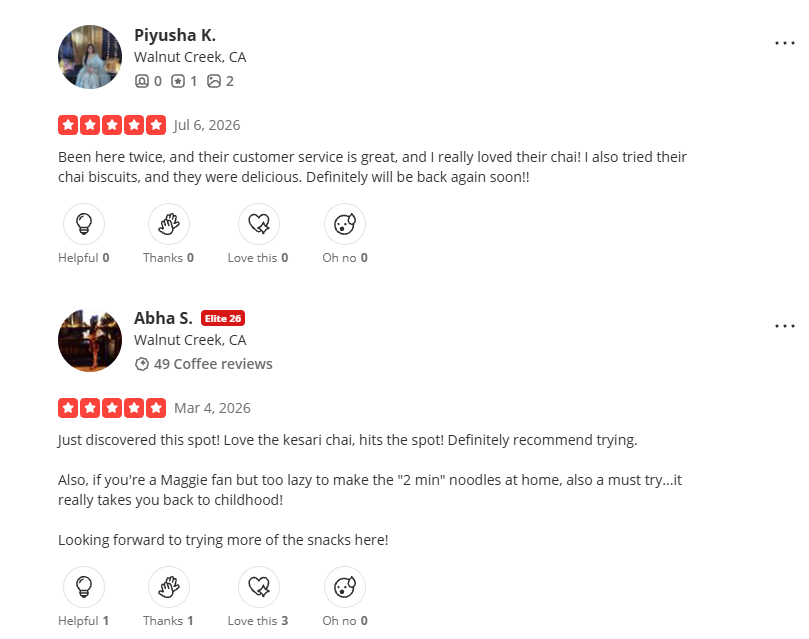 Piyusha K.
Walnut Creek, CA
0 1 2
Jul 6, 2026
Been here twice, and their customer service is great, and I really loved their chai! I also tried their
chai biscuits, and they were delicious. Definitely will be back again soon!!
Helpful 0 Thanks 0 Love this 0 Oh no 0
Abha S. Elite 26
Walnut Creek, CA
49 Coffee reviews
Mar 4, 2026
Just discovered this spot! Love the kesari chai, hits the spot! Definitely recommend trying.
Also, if you're a Maggie fan but too lazy to make the "2 min" noodles at home, also a must try...it
really takes you back to childhood!
Looking forward to trying more of the snacks here!
Helpful 1 Thanks 1 Love this 3 Oh no 0